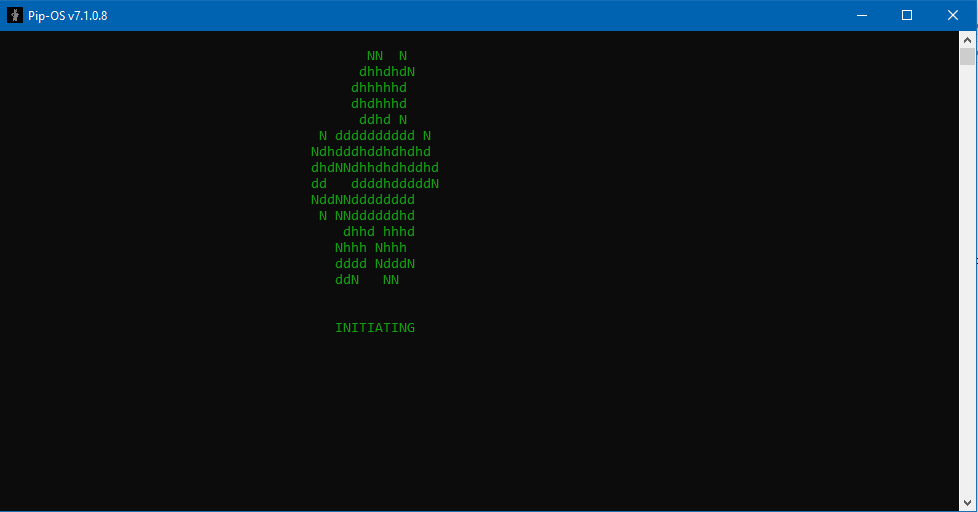 Pip-OS v7.1.0.8
NN  N
dhhdhdN
dhhhhhd
dhdhhhd
ddhd N
N dddddddddd N
Ndhdddhddhdhdhd
dhdNNdhhdhdhddhd
dd   ddddhdddddN
NddNNdddddddd
N NNddddddhd
dhhd hhhd
Nhhh Nhhh
dddd NdddN
ddN   NN
INITIATING